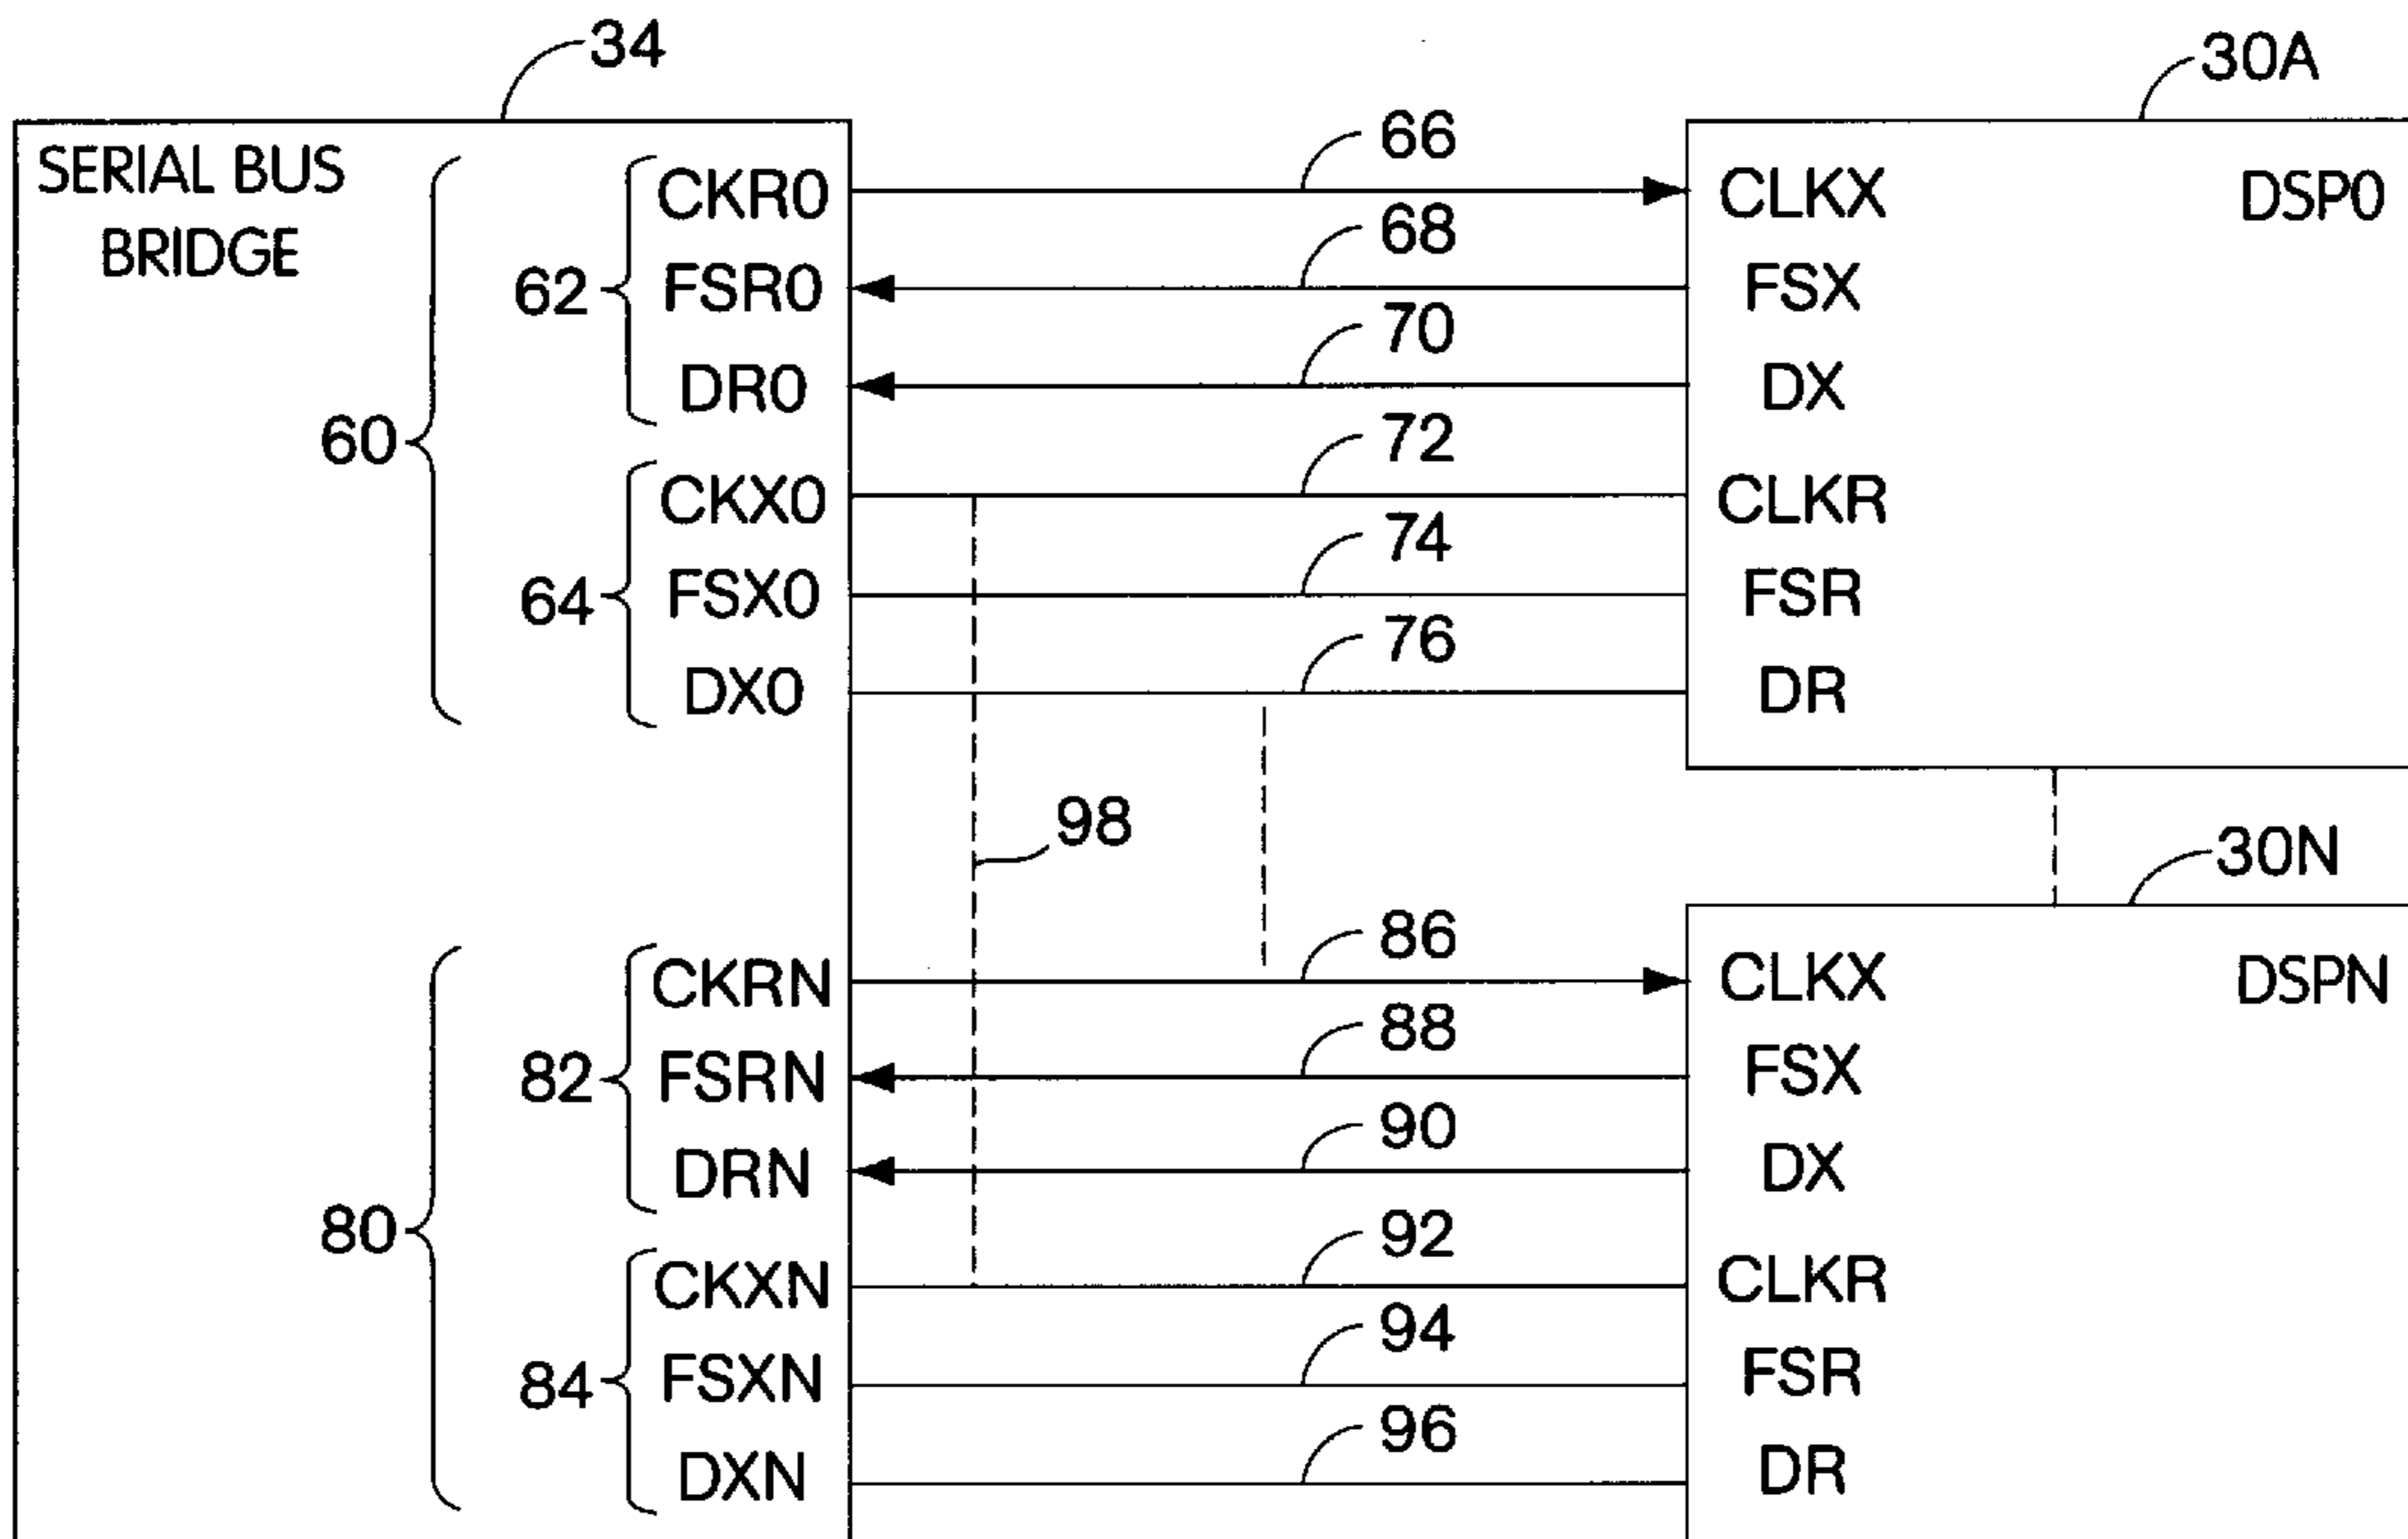 34
30A
SERIAL BUS
BRIDGE
60
62
CKR0
66
CLKX
DSP0
FSR0
68
FSX
DR0
70
DX
64
CKX0
72
CLKR
FSX0
74
FSR
DX0
76
DR
98
30N
80
82
CKRN
86
CLKX
DSPN
FSRN
88
FSX
DRN
90
DX
84
CKXN
92
CLKR
FSXN
94
FSR
DXN
96
DR